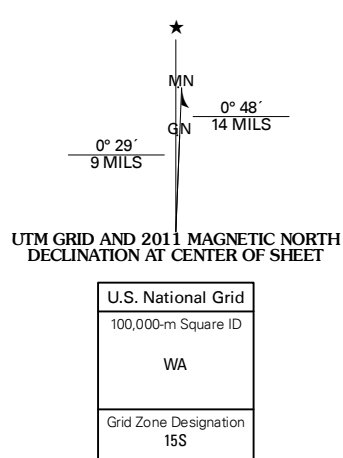 ★
MN
0° 48´
14 MILS
GN
0° 29´
9 MILS
UTM GRID AND 2011 MAGNETIC NORTH
DECLINATION AT CENTER OF SHEET
U.S. National Grid
100,000-m Square ID
WA
Grid Zone Designation
15S